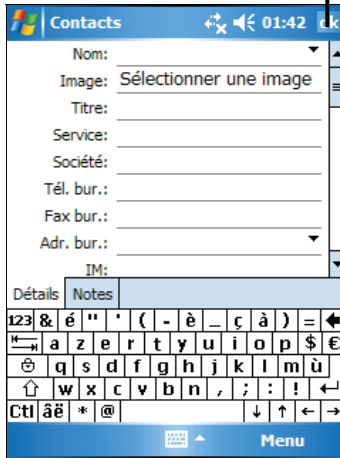 Contacts 01:42 ok
Nom:
Image: Sélectionner une image
Titre:
Service:
Société:
Tél. bur.:
Fax bur.:
Adr. bur.:
IM:
Détails Notes
123 & é " ' ( - è _ ç à ) =
a z e r t y u i o p $ €
q s d f g h j k l m ù
w x c v b n , ; : !
Ctl âë * @
Menu